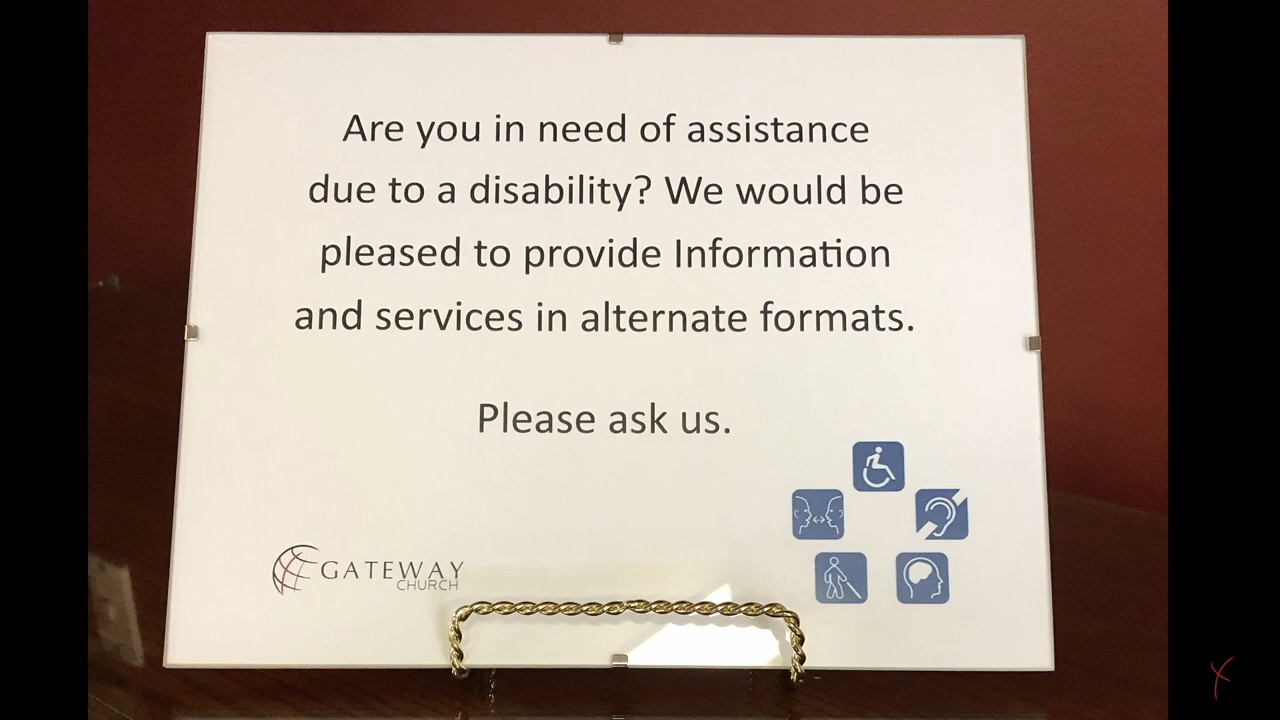 Are you in need of assistance
due to a disability? We would be
pleased to provide Information
and services in alternate formats.
Please ask us.
GATEWAY
CHURCH